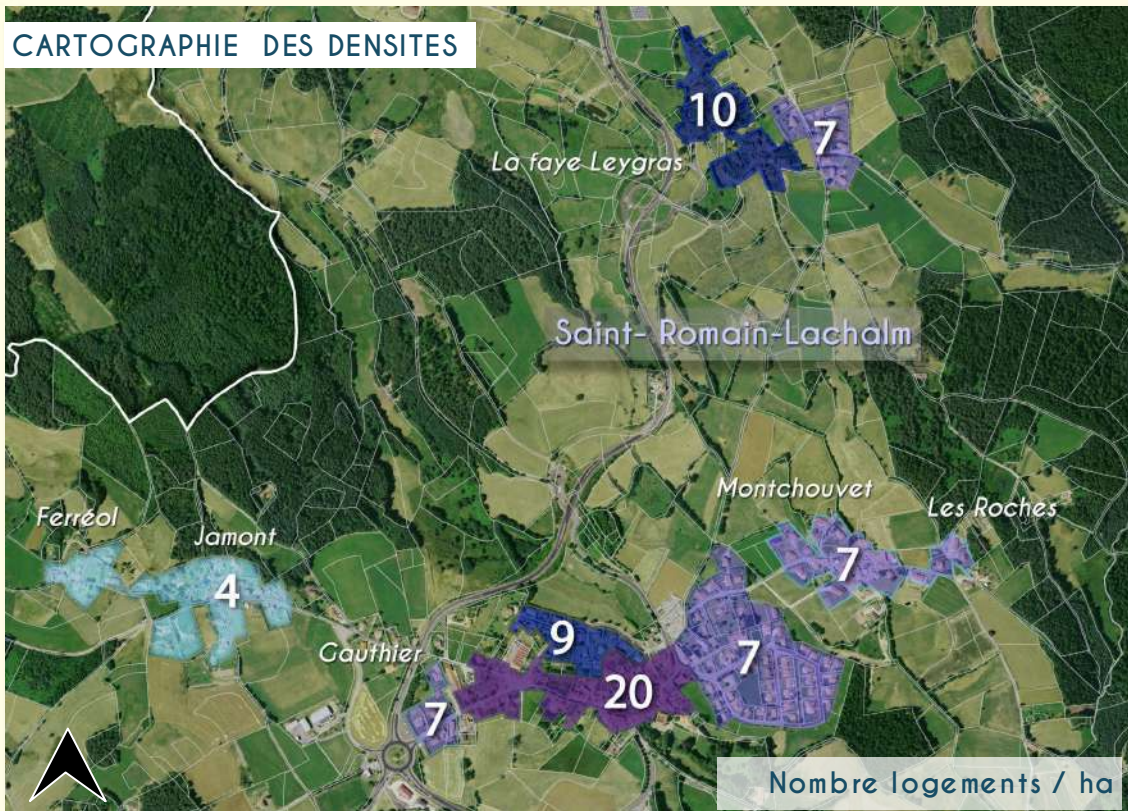 CARTOGRAPHIE DES DENSITES
10
7
La faye Leygras
Saint- Romain-Lachalm
Montchouvet
Les Roches
Ferréol
Jamont
7
4
Gauthier
9
7
20
7
Nombre logements / ha